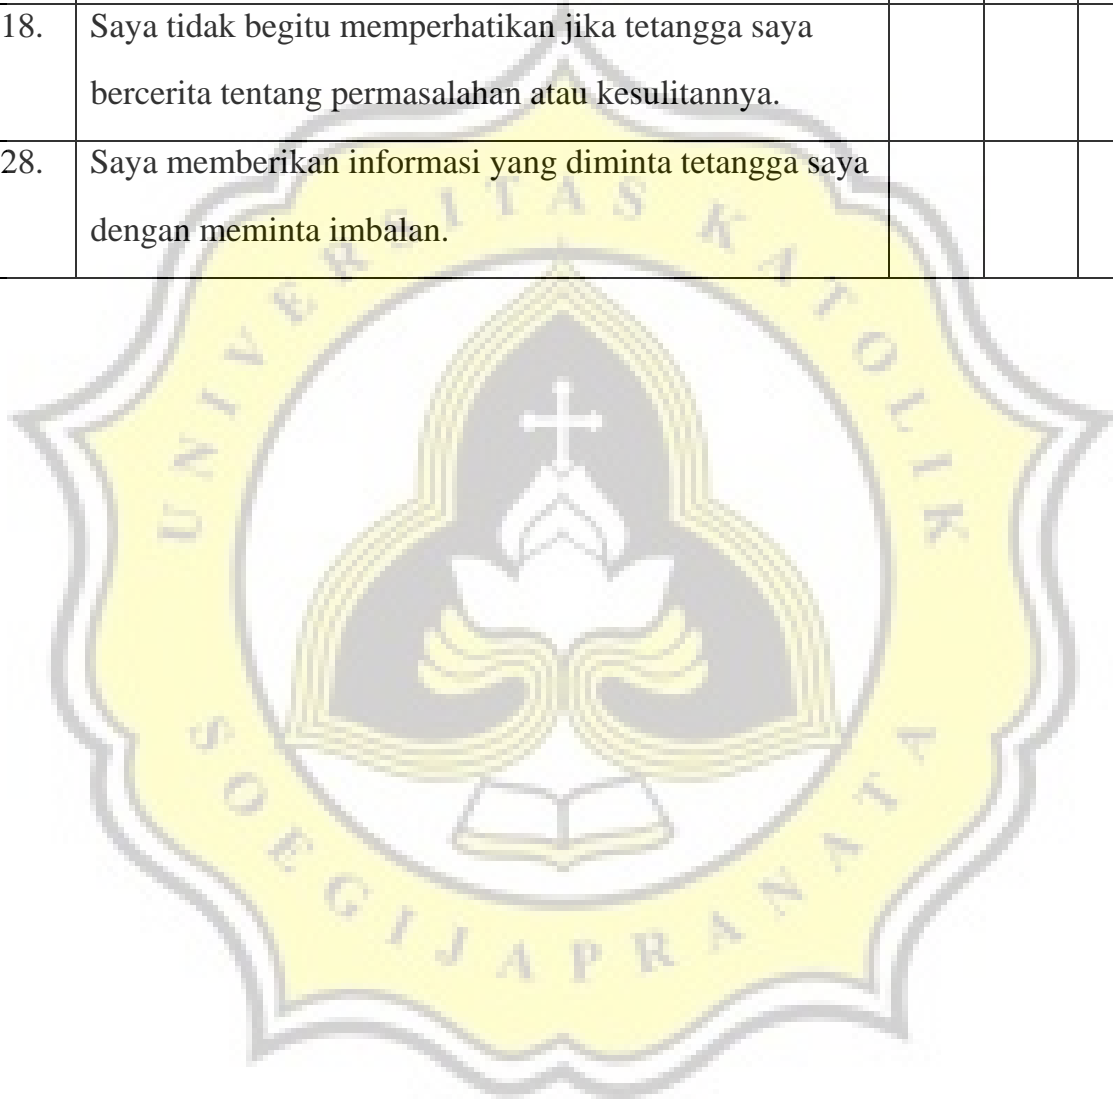 18. Saya tidak begitu memperhatikan jika tetangga saya
bercerita tentang permasalahan atau kesulitannya.
28. Saya memberikan informasi yang diminta tetangga saya
dengan meminta imbalan.
UNIVERSITAS KATOLIK
SOEGIJAPRANATA